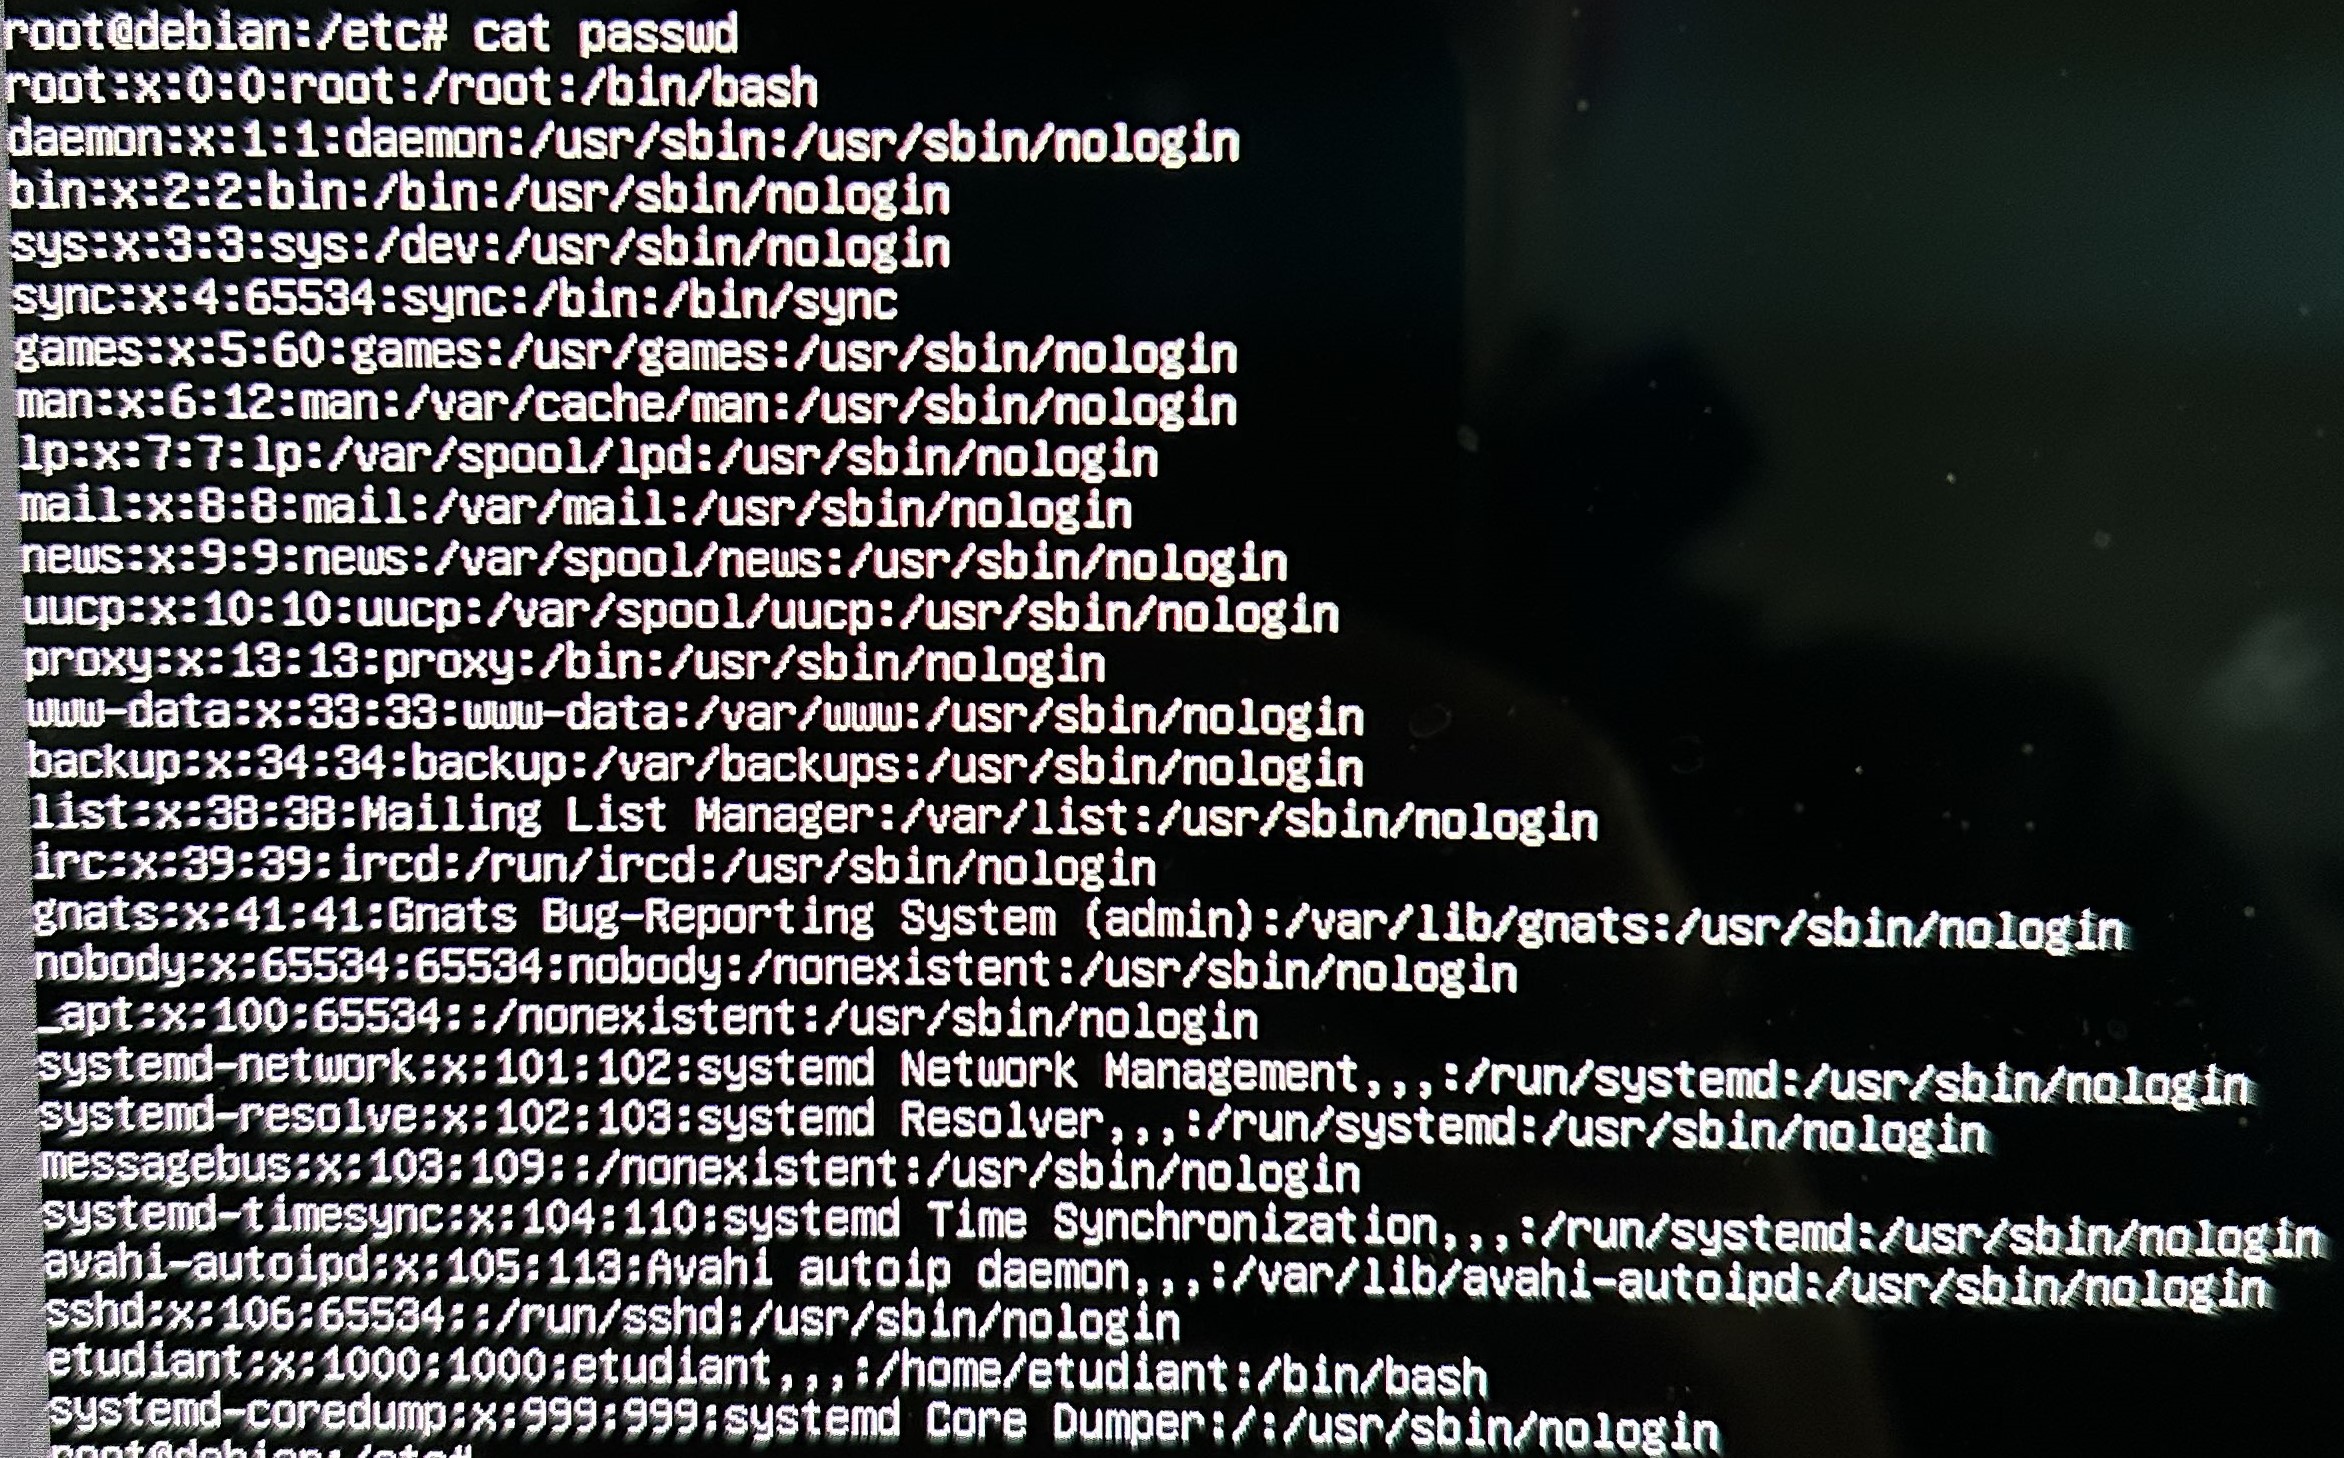 root@debian:/etc# cat passwd
root:x:0:0:root:/root:/bin/bash
daemon:x:1:1:daemon:/usr/sbin:/usr/sbin/nologin
bin:x:2:2:bin:/bin:/usr/sbin/nologin
sys:x:3:3:sys:/dev:/usr/sbin/nologin
sync:x:4:65534:sync:/bin:/bin/sync
games:x:5:60:games:/usr/games:/usr/sbin/nologin
man:x:6:12:man:/var/cache/man:/usr/sbin/nologin
lp:x:7:7:lp:/var/spool/lpd:/usr/sbin/nologin
mail:x:8:8:mail:/var/mail:/usr/sbin/nologin
news:x:9:9:news:/var/spool/news:/usr/sbin/nologin
uucp:x:10:10:uucp:/var/spool/uucp:/usr/sbin/nologin
proxy:x:13:13:proxy:/bin:/usr/sbin/nologin
www-data:x:33:33:www-data:/var/www:/usr/sbin/nologin
backup:x:34:34:backup:/var/backups:/usr/sbin/nologin
list:x:38:38:Mailing List Manager:/var/list:/usr/sbin/nologin
irc:x:39:39:ircd:/run/ircd:/usr/sbin/nologin
gnats:x:41:41:Gnats Bug-Reporting System (admin):/var/lib/gnats:/usr/sbin/nologin
nobody:x:65534:65534:nobody:/nonexistent:/usr/sbin/nologin
_apt:x:100:65534::/nonexistent:/usr/sbin/nologin
systemd-network:x:101:102:systemd Network Management,,,:/run/systemd:/usr/sbin/nologin
systemd-resolve:x:102:103:systemd Resolver,,,:/run/systemd:/usr/sbin/nologin
messagebus:x:103:109::/nonexistent:/usr/sbin/nologin
systemd-timesync:x:104:110:systemd Time Synchronization,,,:/run/systemd:/usr/sbin/nologin
avahi-autoipd:x:105:113:Avahi autoip daemon,,,:/var/lib/avahi-autoipd:/usr/sbin/nologin
sshd:x:106:65534::/run/sshd:/usr/sbin/nologin
etudiant:x:1000:1000:etudiant,,,:/home/etudiant:/bin/bash
systemd-coredump:x:999:999:systemd Core Dumper:/:/usr/sbin/nologin
root@debian:/etc#